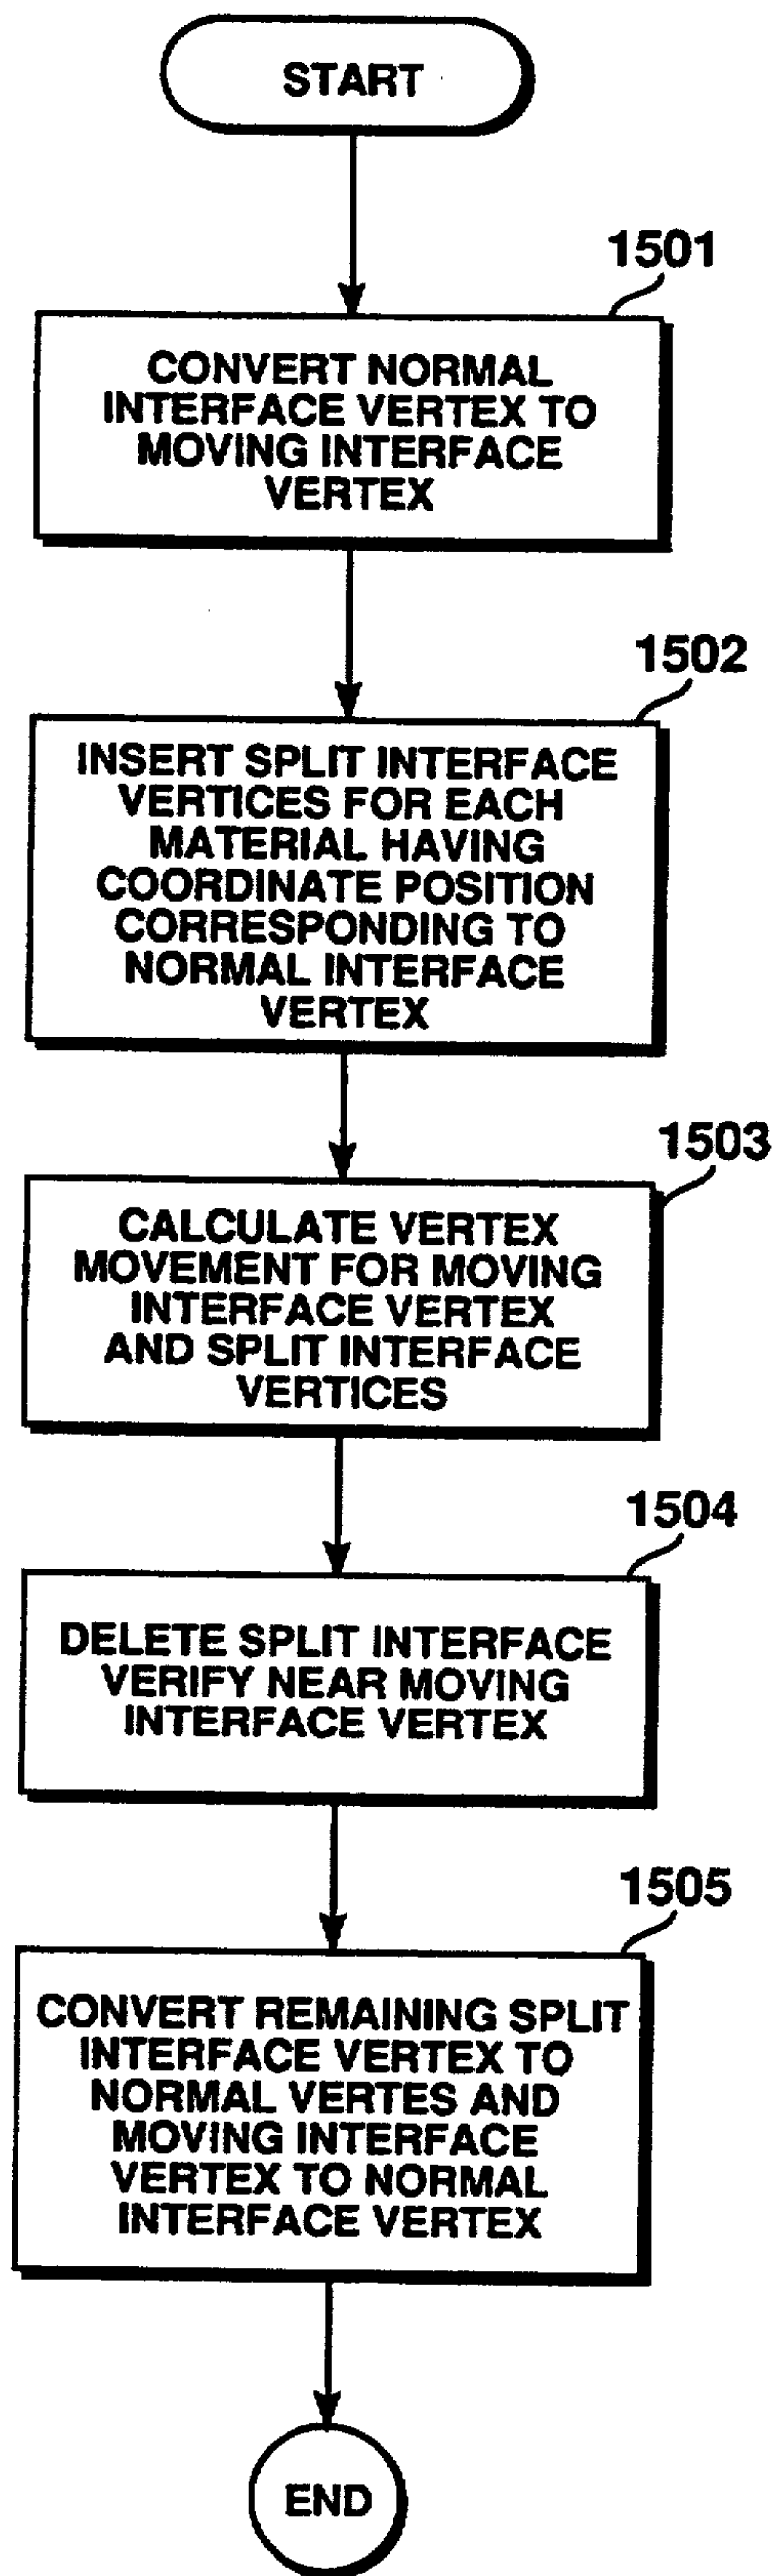 START
1501
CONVERT NORMAL
INTERFACE VERTEX TO
MOVING INTERFACE
VERTEX
1502
INSERT SPLIT INTERFACE
VERTICES FOR EACH
MATERIAL HAVING
COORDINATE POSITION
CORRESPONDING TO
NORMAL INTERFACE
VERTEX
1503
CALCULATE VERTEX
MOVEMENT FOR MOVING
INTERFACE VERTEX
AND SPLIT INTERFACE
VERTICES
1504
DELETE SPLIT INTERFACE
VERIFY NEAR MOVING
INTERFACE VERTEX
1505
CONVERT REMAINING SPLIT
INTERFACE VERTEX TO
NORMAL VERTES AND
MOVING INTERFACE
VERTEX TO NORMAL
INTERFACE VERTEX
END